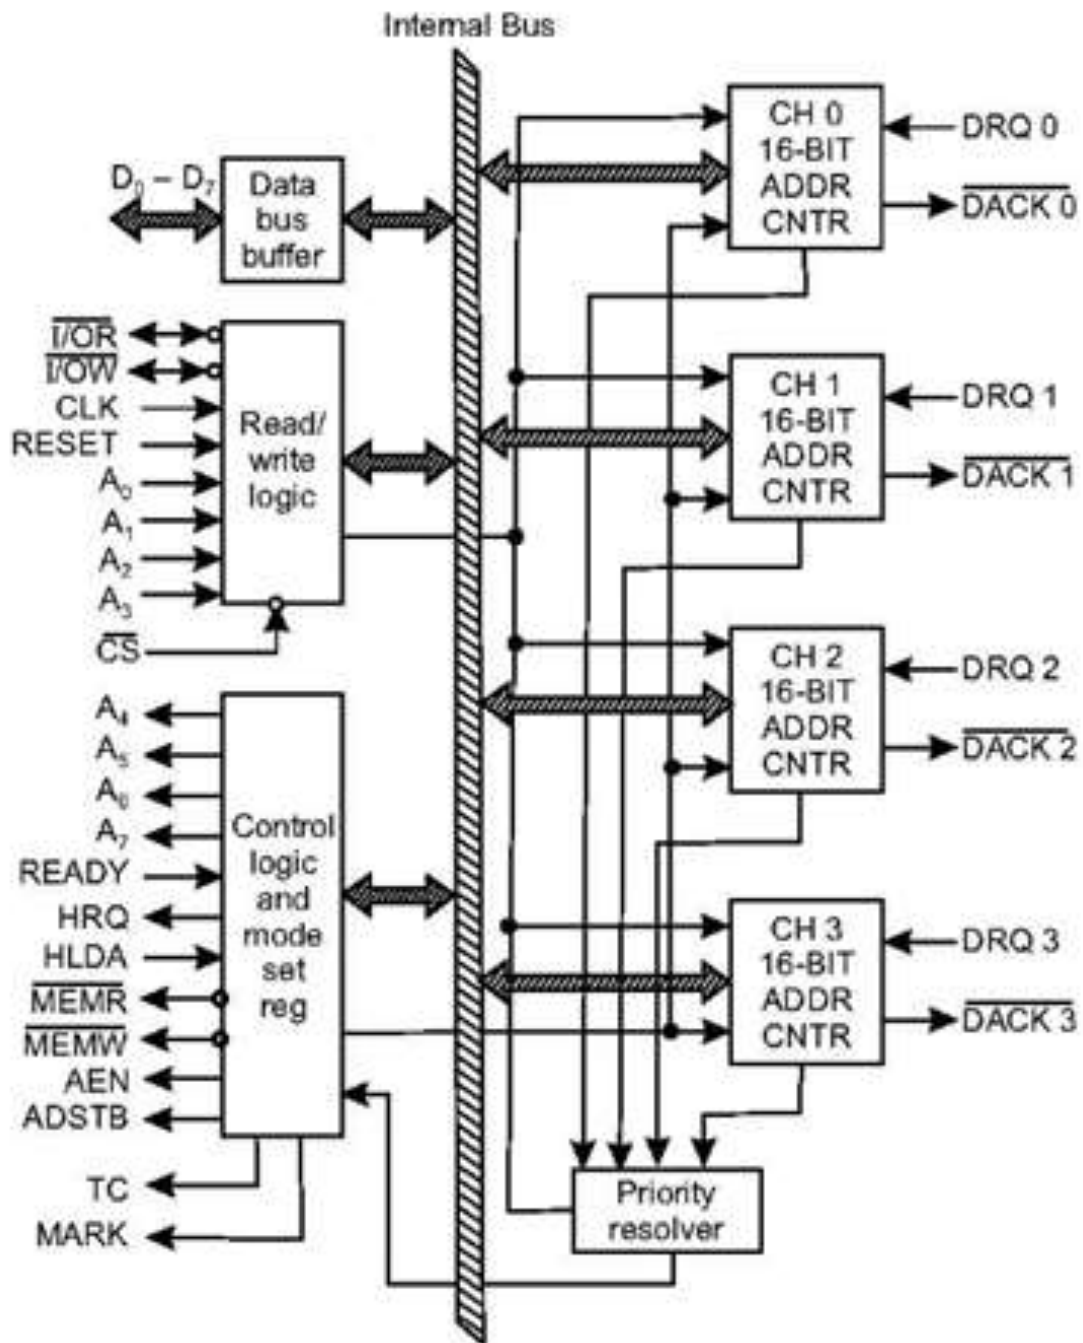 Internal Bus
D₀ – D₇
Data
bus
buffer
I/OR
I/OW
CLK
RESET
A₀
A₁
A₂
A₃
CS
Read/
write
logic
A₄
A₅
A₆
A₇
READY
HRQ
HLDA
MEMR
MEMW
AEN
ADSTB
TC
MARK
Control
logic
and
mode
set
reg
CH 0
16-BIT
ADDR
CNTR
DRQ 0
DACK 0
CH 1
16-BIT
ADDR
CNTR
DRQ 1
DACK 1
CH 2
16-BIT
ADDR
CNTR
DRQ 2
DACK 2
CH 3
16-BIT
ADDR
CNTR
DRQ 3
DACK 3
Priority
resolver